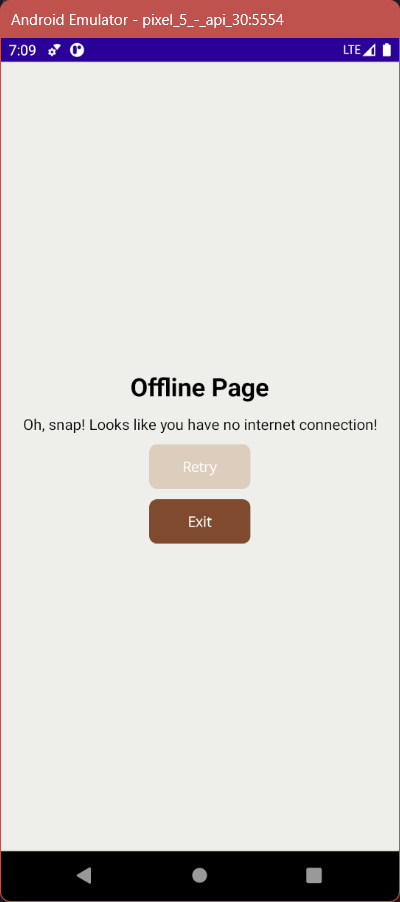 Android Emulator - pixel_5_-_api_30:5554
7:09 LTE
Offline Page
Oh, snap! Looks like you have no internet connection!
Retry
Exit